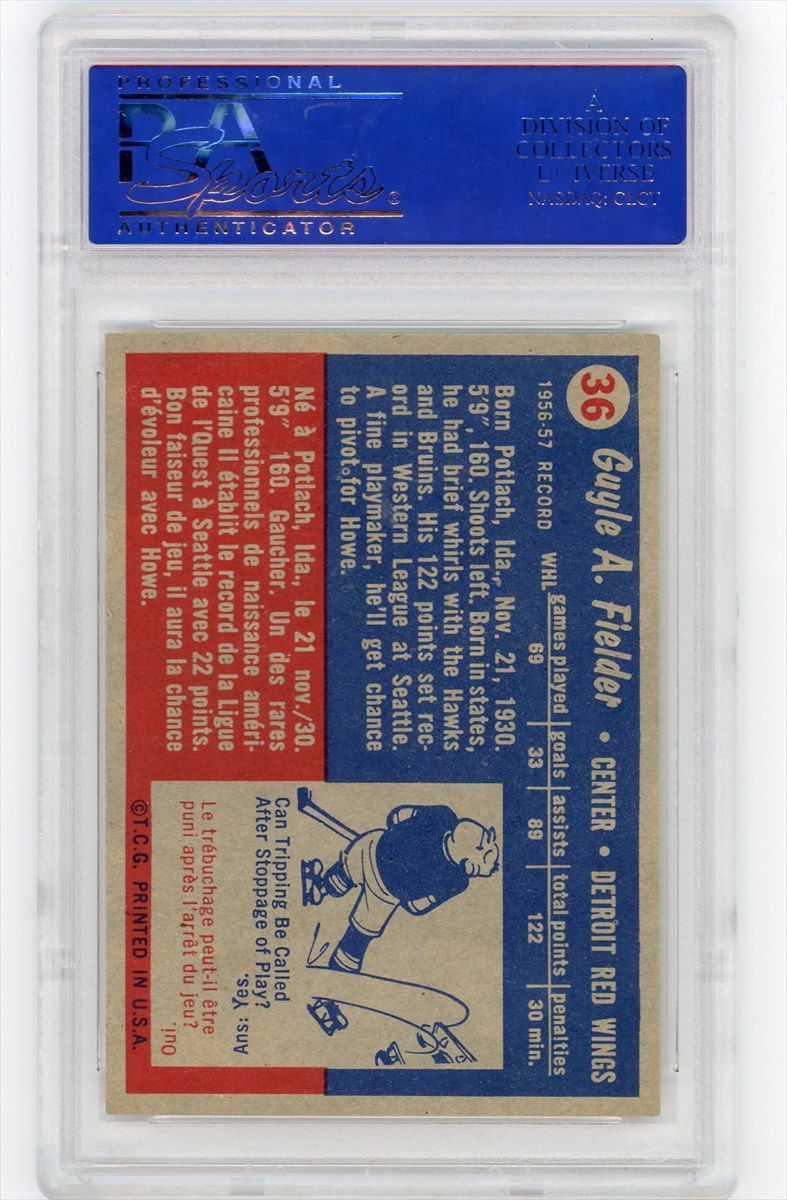 PROFESSIONAL
PSA
Sports®
AUTHENTICATOR
A
DIVISION OF
COLLECTORS
UNIVERSE
NASDAQ: CLCT
36 Guyle A. Fielder • CENTER • DETROIT RED WINGS
games played goals assists total points penalties
1956-57 RECORD WHL 69 33 89 122 30 min.
Born Potlach, Ida., Nov. 21, 1930.
5'9", 160. Shoots left. Born in states,
he had brief whirls with the Hawks
and Bruins. His 122 points set rec-
ord in Western League at Seattle.
A fine playmaker, he'll get chance
to pivot for Howe.
Né à Potlach, Ida., le 21 nov./30.
5'9" 160. Gaucher. Un des rares
professionnels de naissance améri-
caine Il établit le record de la Ligue
de l'Quest à Seattle avec 22 points.
Bon faiseur de jeu, il aura la chance
d'évoleur avec Howe.
Can Tripping Be Called
After Stoppage of Play?
Ans: Yes.
Le trébuchage peut-il être
puni après l'arrêt du jeu?
Oui.
©T.C.G. PRINTED IN U.S.A.